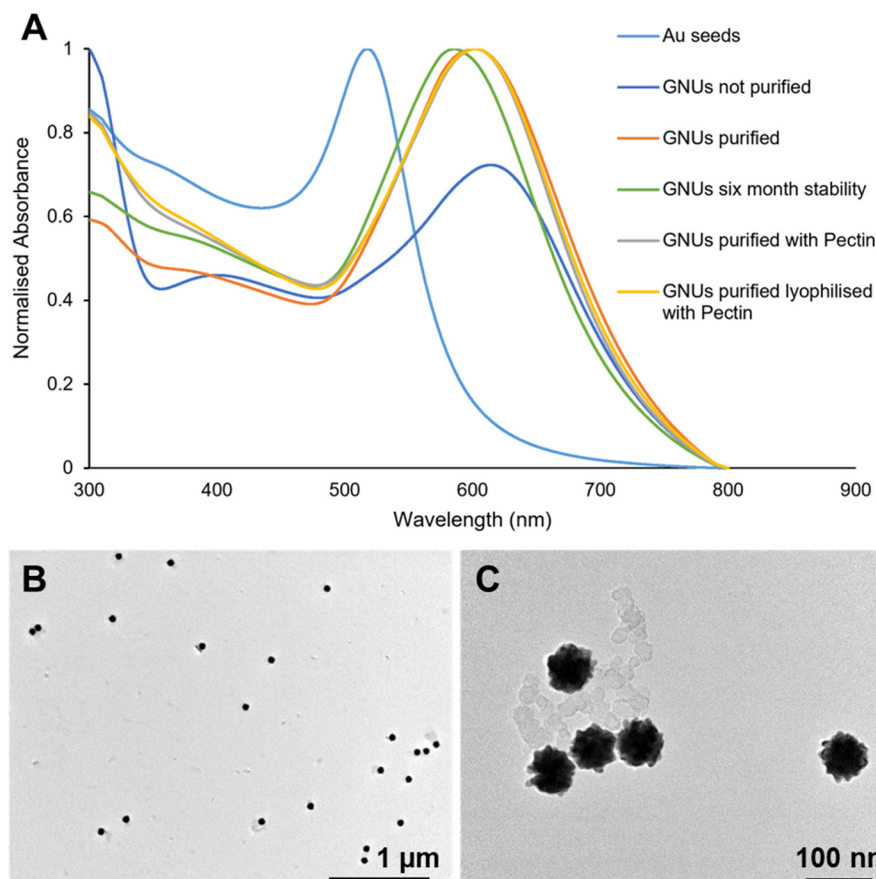 A
Au seeds
GNUs not purified
GNUs purified
GNUs six month stability
GNUs purified with Pectin
GNUs purified lyophilised
with Pectin
Normalised Absorbance
1
0.8
0.6
0.4
0.2
0
300
400
500
600
700
800
900
Wavelength (nm)
B
1 µm
C
100 nm